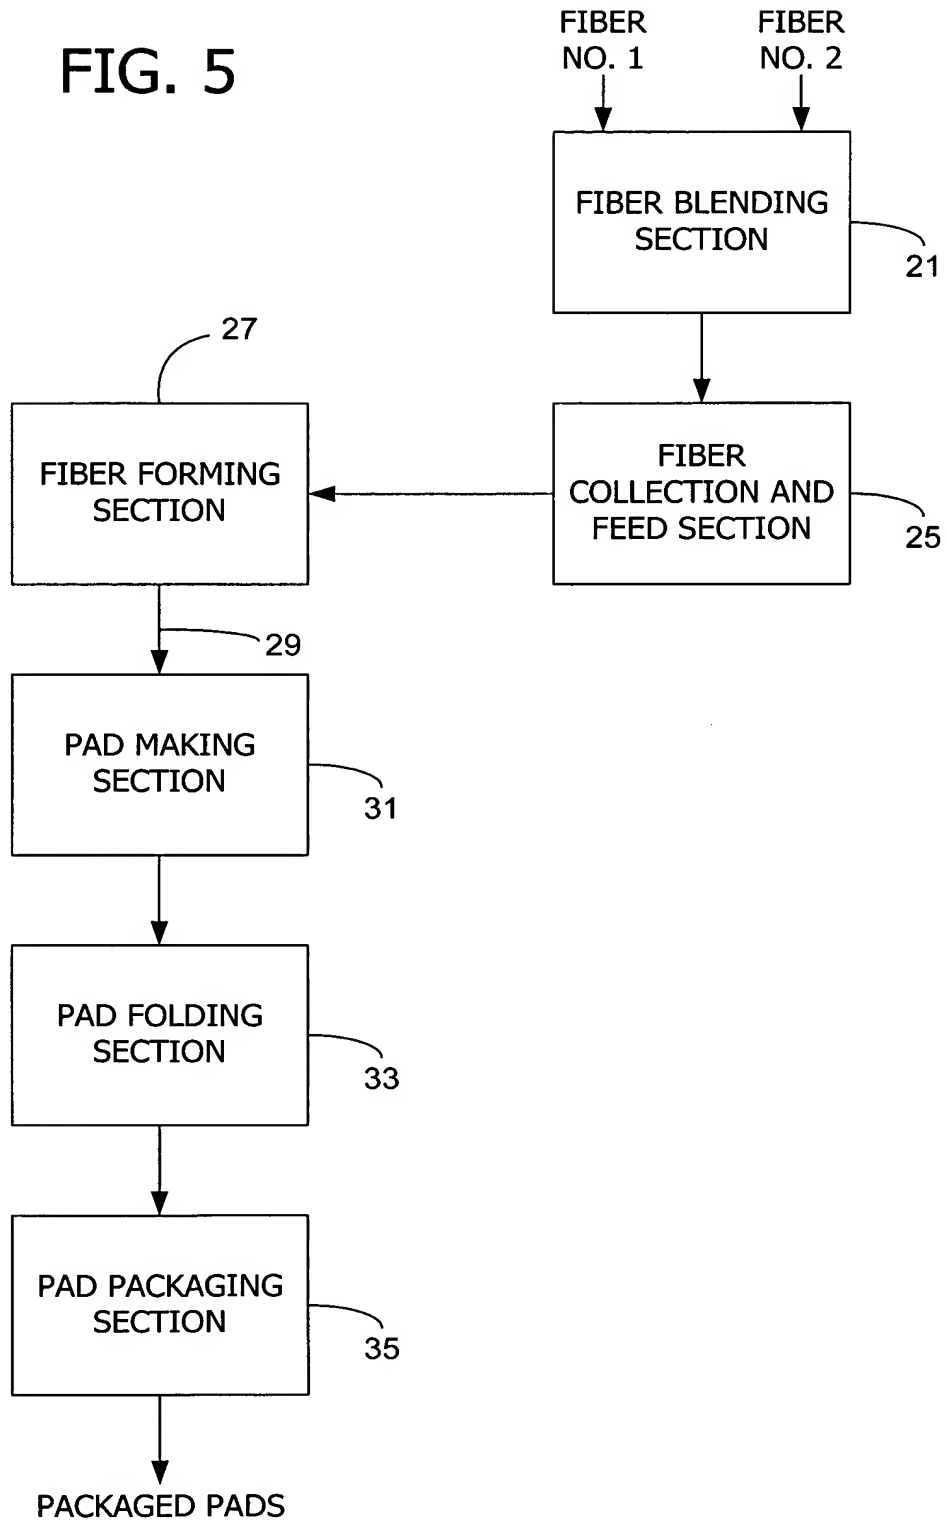 FIG. 5
FIBER
NO. 1
FIBER
NO. 2
FIBER BLENDING
SECTION
21
27
FIBER FORMING
SECTION
FIBER
COLLECTION AND
FEED SECTION
25
29
PAD MAKING
SECTION
31
PAD FOLDING
SECTION
33
PAD PACKAGING
SECTION
35
PACKAGED PADS